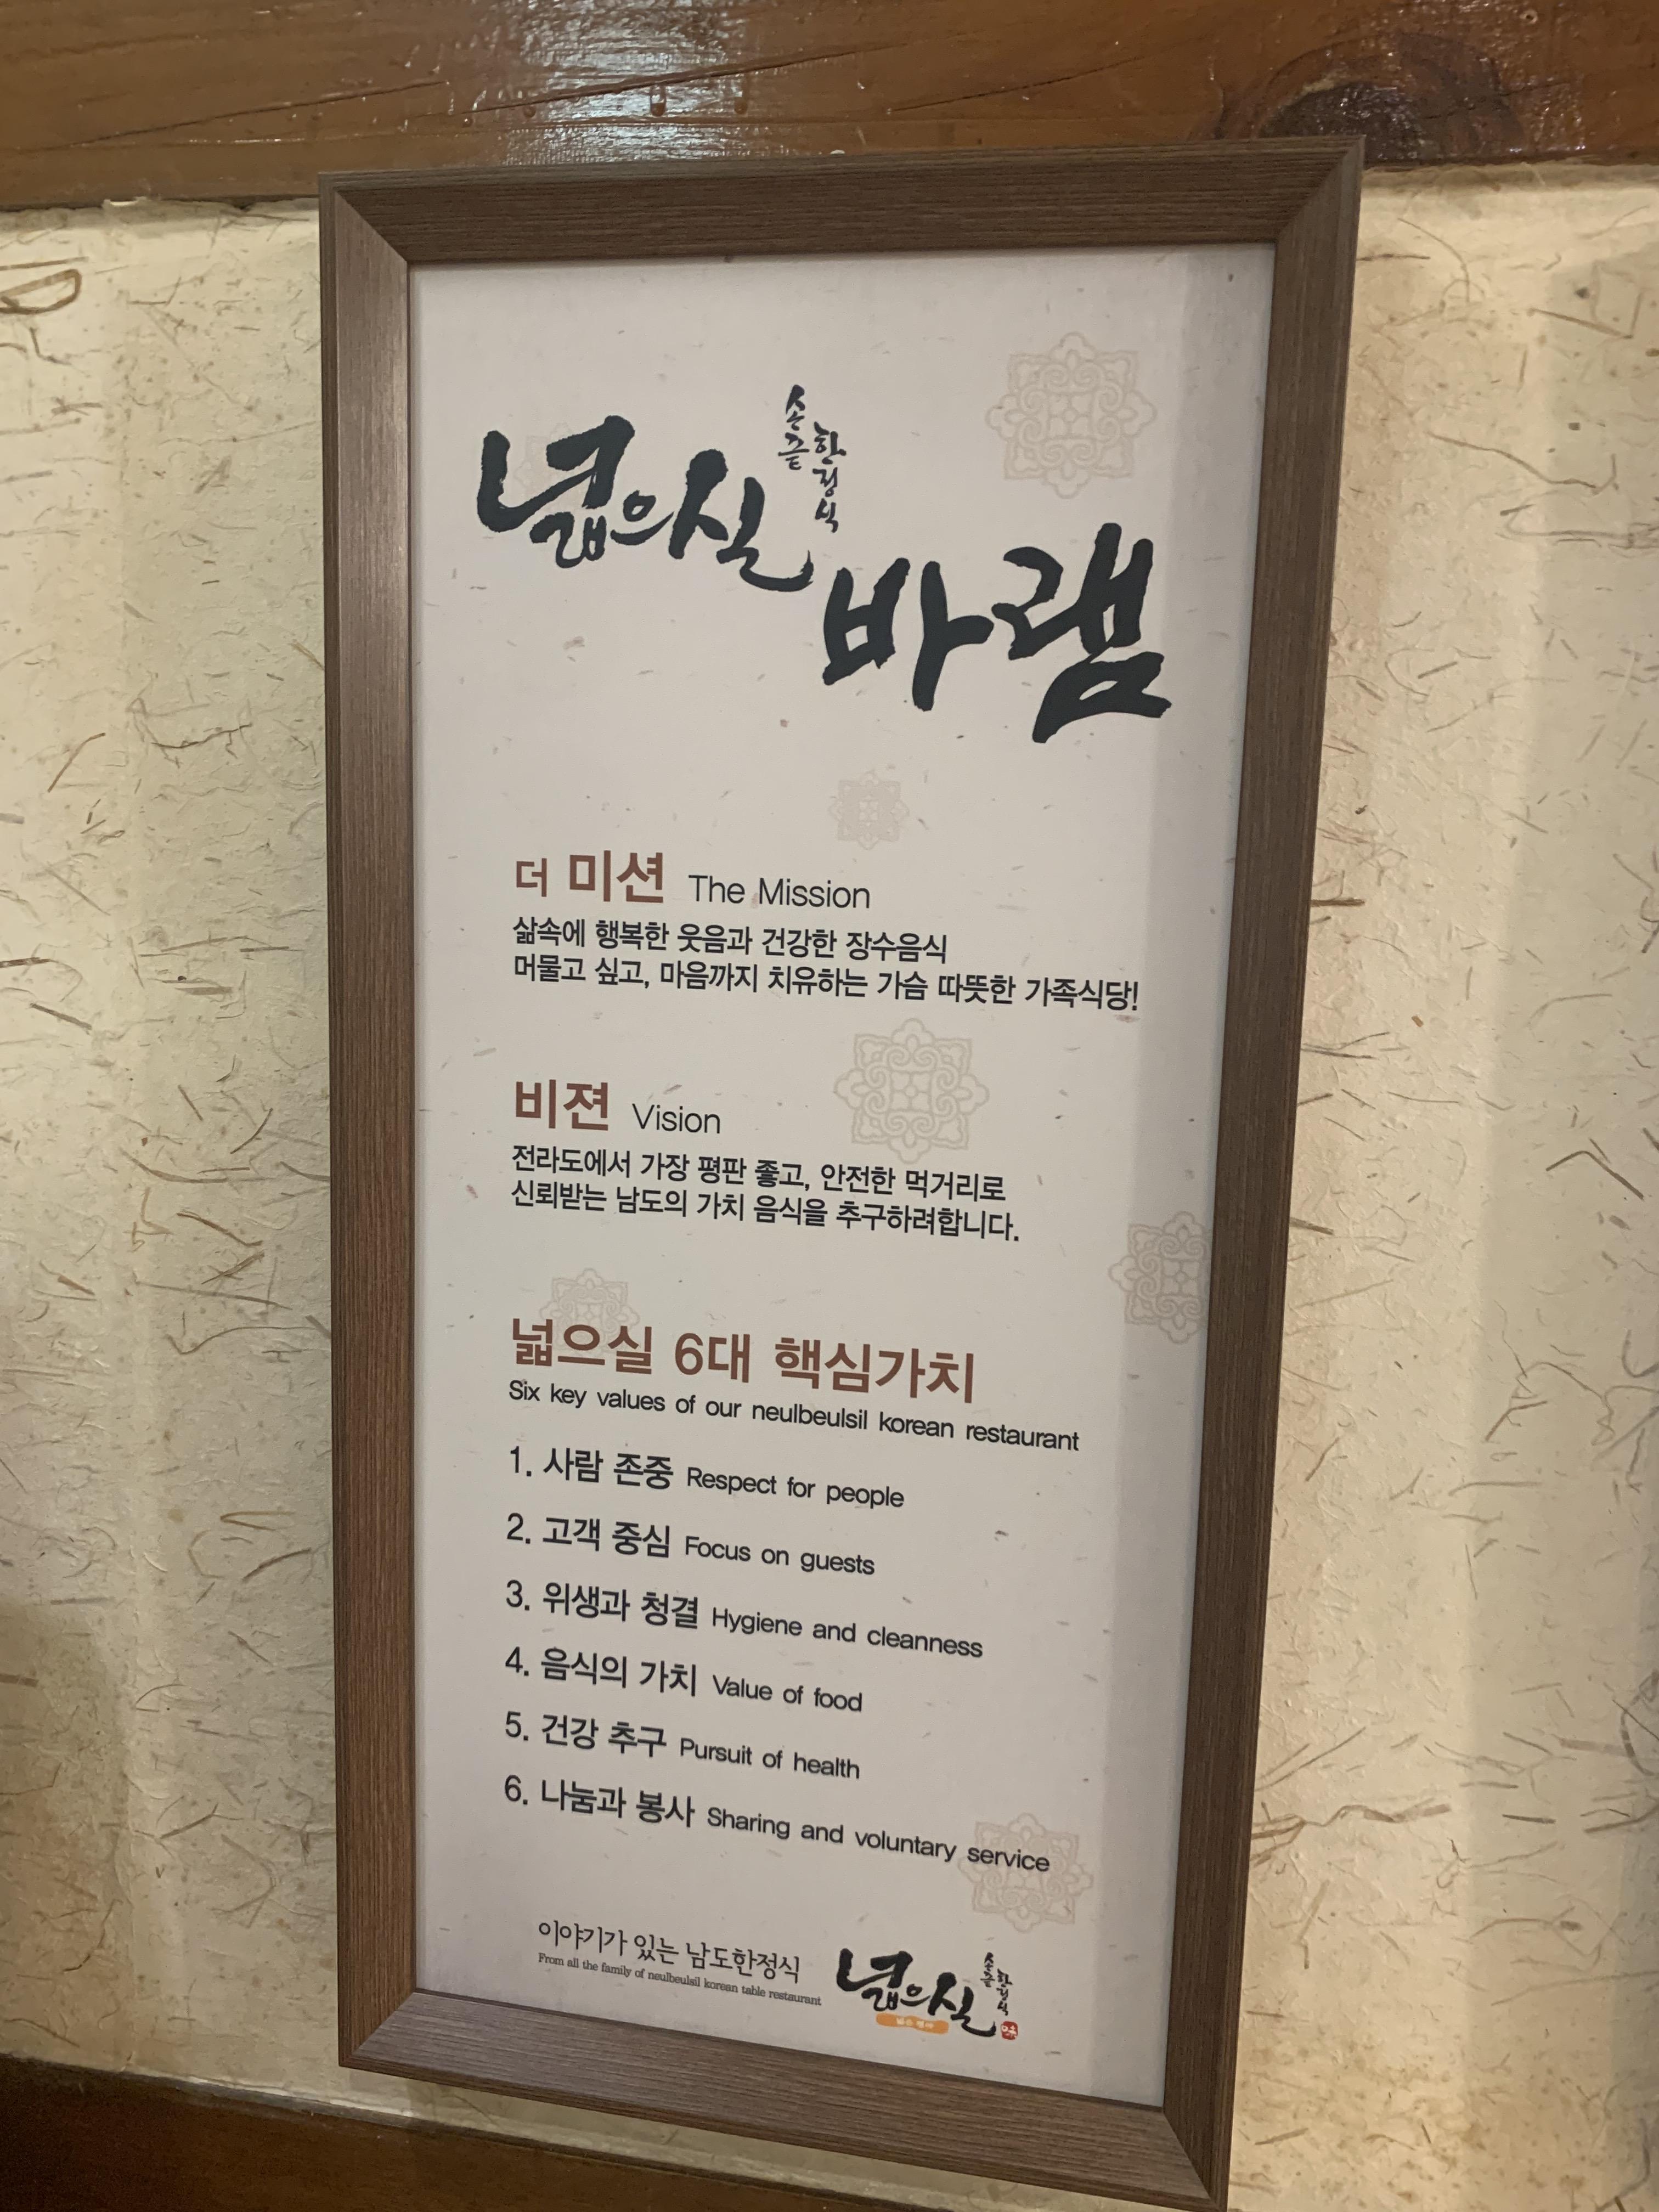 넓으실 손끝 한정식
바램
더 미션 The Mission
삶속에 행복한 웃음과 건강한 장수음식
머물고 싶고, 마음까지 치유하는 가슴 따뜻한 가족식당!
비젼 Vision
전라도에서 가장 평판 좋고, 안전한 먹거리로
신뢰받는 남도의 가치 음식을 추구하려합니다.
넓으실 6대 핵심가치
Six key values of our neulbeulsil korean restaurant
1. 사람 존중 Respect for people
2. 고객 중심 Focus on guests
3. 위생과 청결 Hygiene and cleanness
4. 음식의 가치 Value of food
5. 건강 추구 Pursuit of health
6. 나눔과 봉사 Sharing and voluntary service
이야기가 있는 남도한정식
From all the family of neulbeulsil korean table restaurant
넓으실 손끝 한정식
味